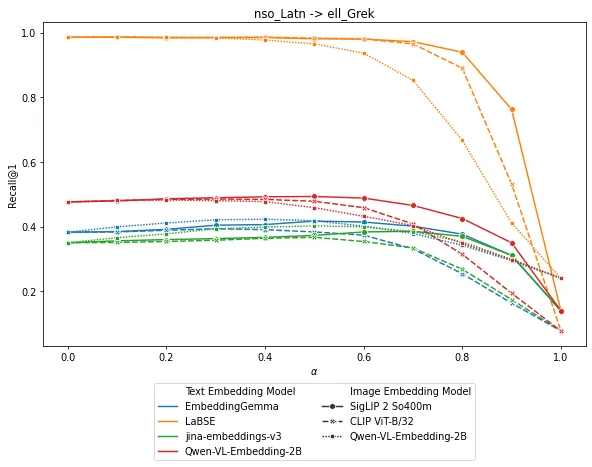 nso_Latn -> ell_Grek
Recall@1
1.0
0.8
0.6
0.4
0.2
0.0 0.2 0.4 0.6 0.8 1.0
α
Text Embedding Model Image Embedding Model
EmbeddingGemma SigLIP 2 So400m
LaBSE CLIP ViT-B/32
jina-embeddings-v3 Qwen-VL-Embedding-2B
Qwen-VL-Embedding-2B